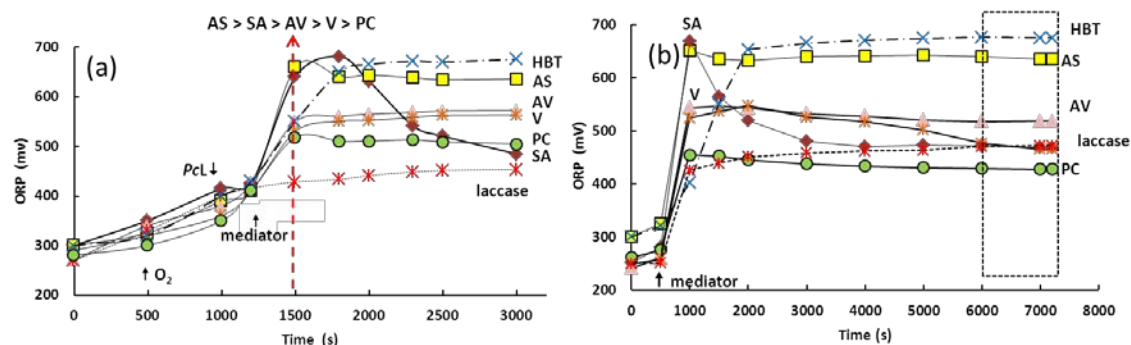 AS > SA > AV > V > PC
(a)
ORP (mv)
700
600
500
400
300
200
PcL↓
↑ O2
↑
mediator
HBT
AS
AV
V
PC
SA
laccase
0 500 1000 1500 2000 2500 3000
Time (s)
(b)
ORP (mv)
700
600
500
400
300
200
SA
V
↑ mediator
HBT
AS
AV
laccase
PC
0 1000 2000 3000 4000 5000 6000 7000 8000
Time (s)